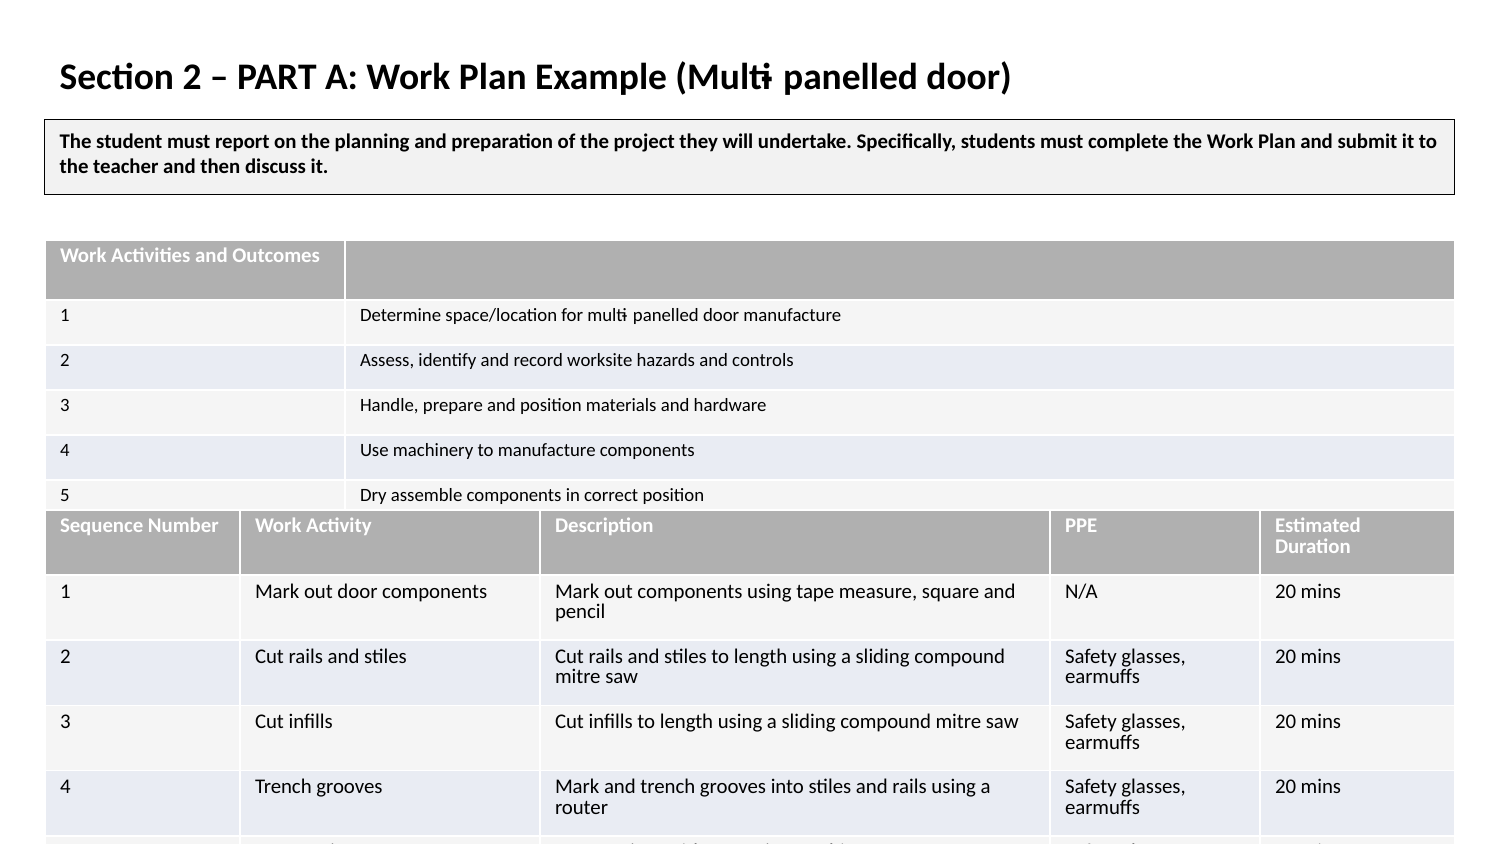 Section 2 – PART A: Work Plan Example (Multi- panelled door)
The student must report on the planning and preparation of the project they will undertake. Specifically, students must complete the Work Plan and submit it to
the teacher and then discuss it.
Work Activities and Outcomes
1 Determine space/location for multi- panelled door manufacture
2 Assess, identify and record worksite hazards and controls
3 Handle, prepare and position materials and hardware
4 Use machinery to manufacture components
5 Dry assemble components in correct position
Sequence Number Work Activity Description PPE Estimated
Duration
1 Mark out door components Mark out components using tape measure, square and N/A 20 mins
pencil
2 Cut rails and stiles Cut rails and stiles to length using a sliding compound Safety glasses, 20 mins
mitre saw earmuffs
3 Cut infills Cut infills to length using a sliding compound mitre saw Safety glasses, 20 mins
earmuffs
4 Trench grooves Mark and trench grooves into stiles and rails using a Safety glasses, 20 mins
router earmuffs